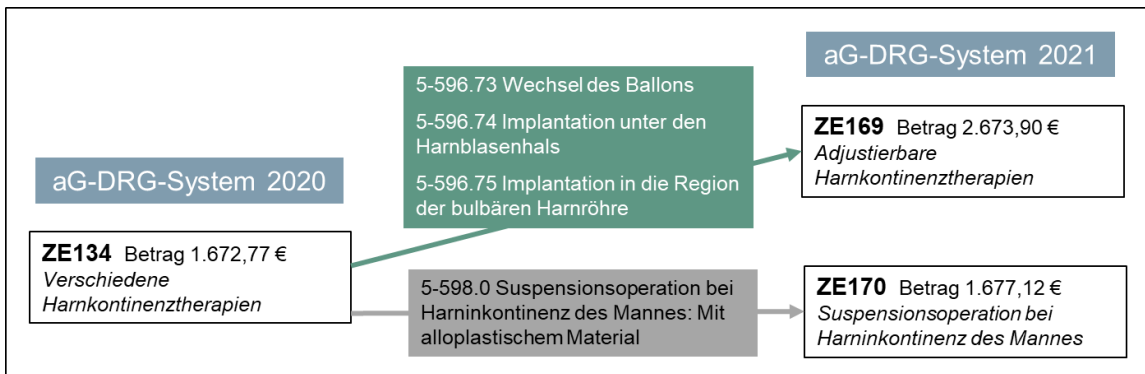 aG-DRG-System 2020
ZE134 Betrag 1.672,77 €
Verschiedene
Harnkontinenztherapien
5-596.73 Wechsel des Ballons
5-596.74 Implantation unter den
Harnblasenhals
5-596.75 Implantation in die Region
der bulbären Harnröhre
5-598.0 Suspensionsoperation bei
Harninkontinenz des Mannes: Mit
alloplastischem Material
aG-DRG-System 2021
ZE169 Betrag 2.673,90 €
Adjustierbare
Harnkontinenztherapien
ZE170 Betrag 1.677,12 €
Suspensionsoperation bei
Harninkontinenz des Mannes